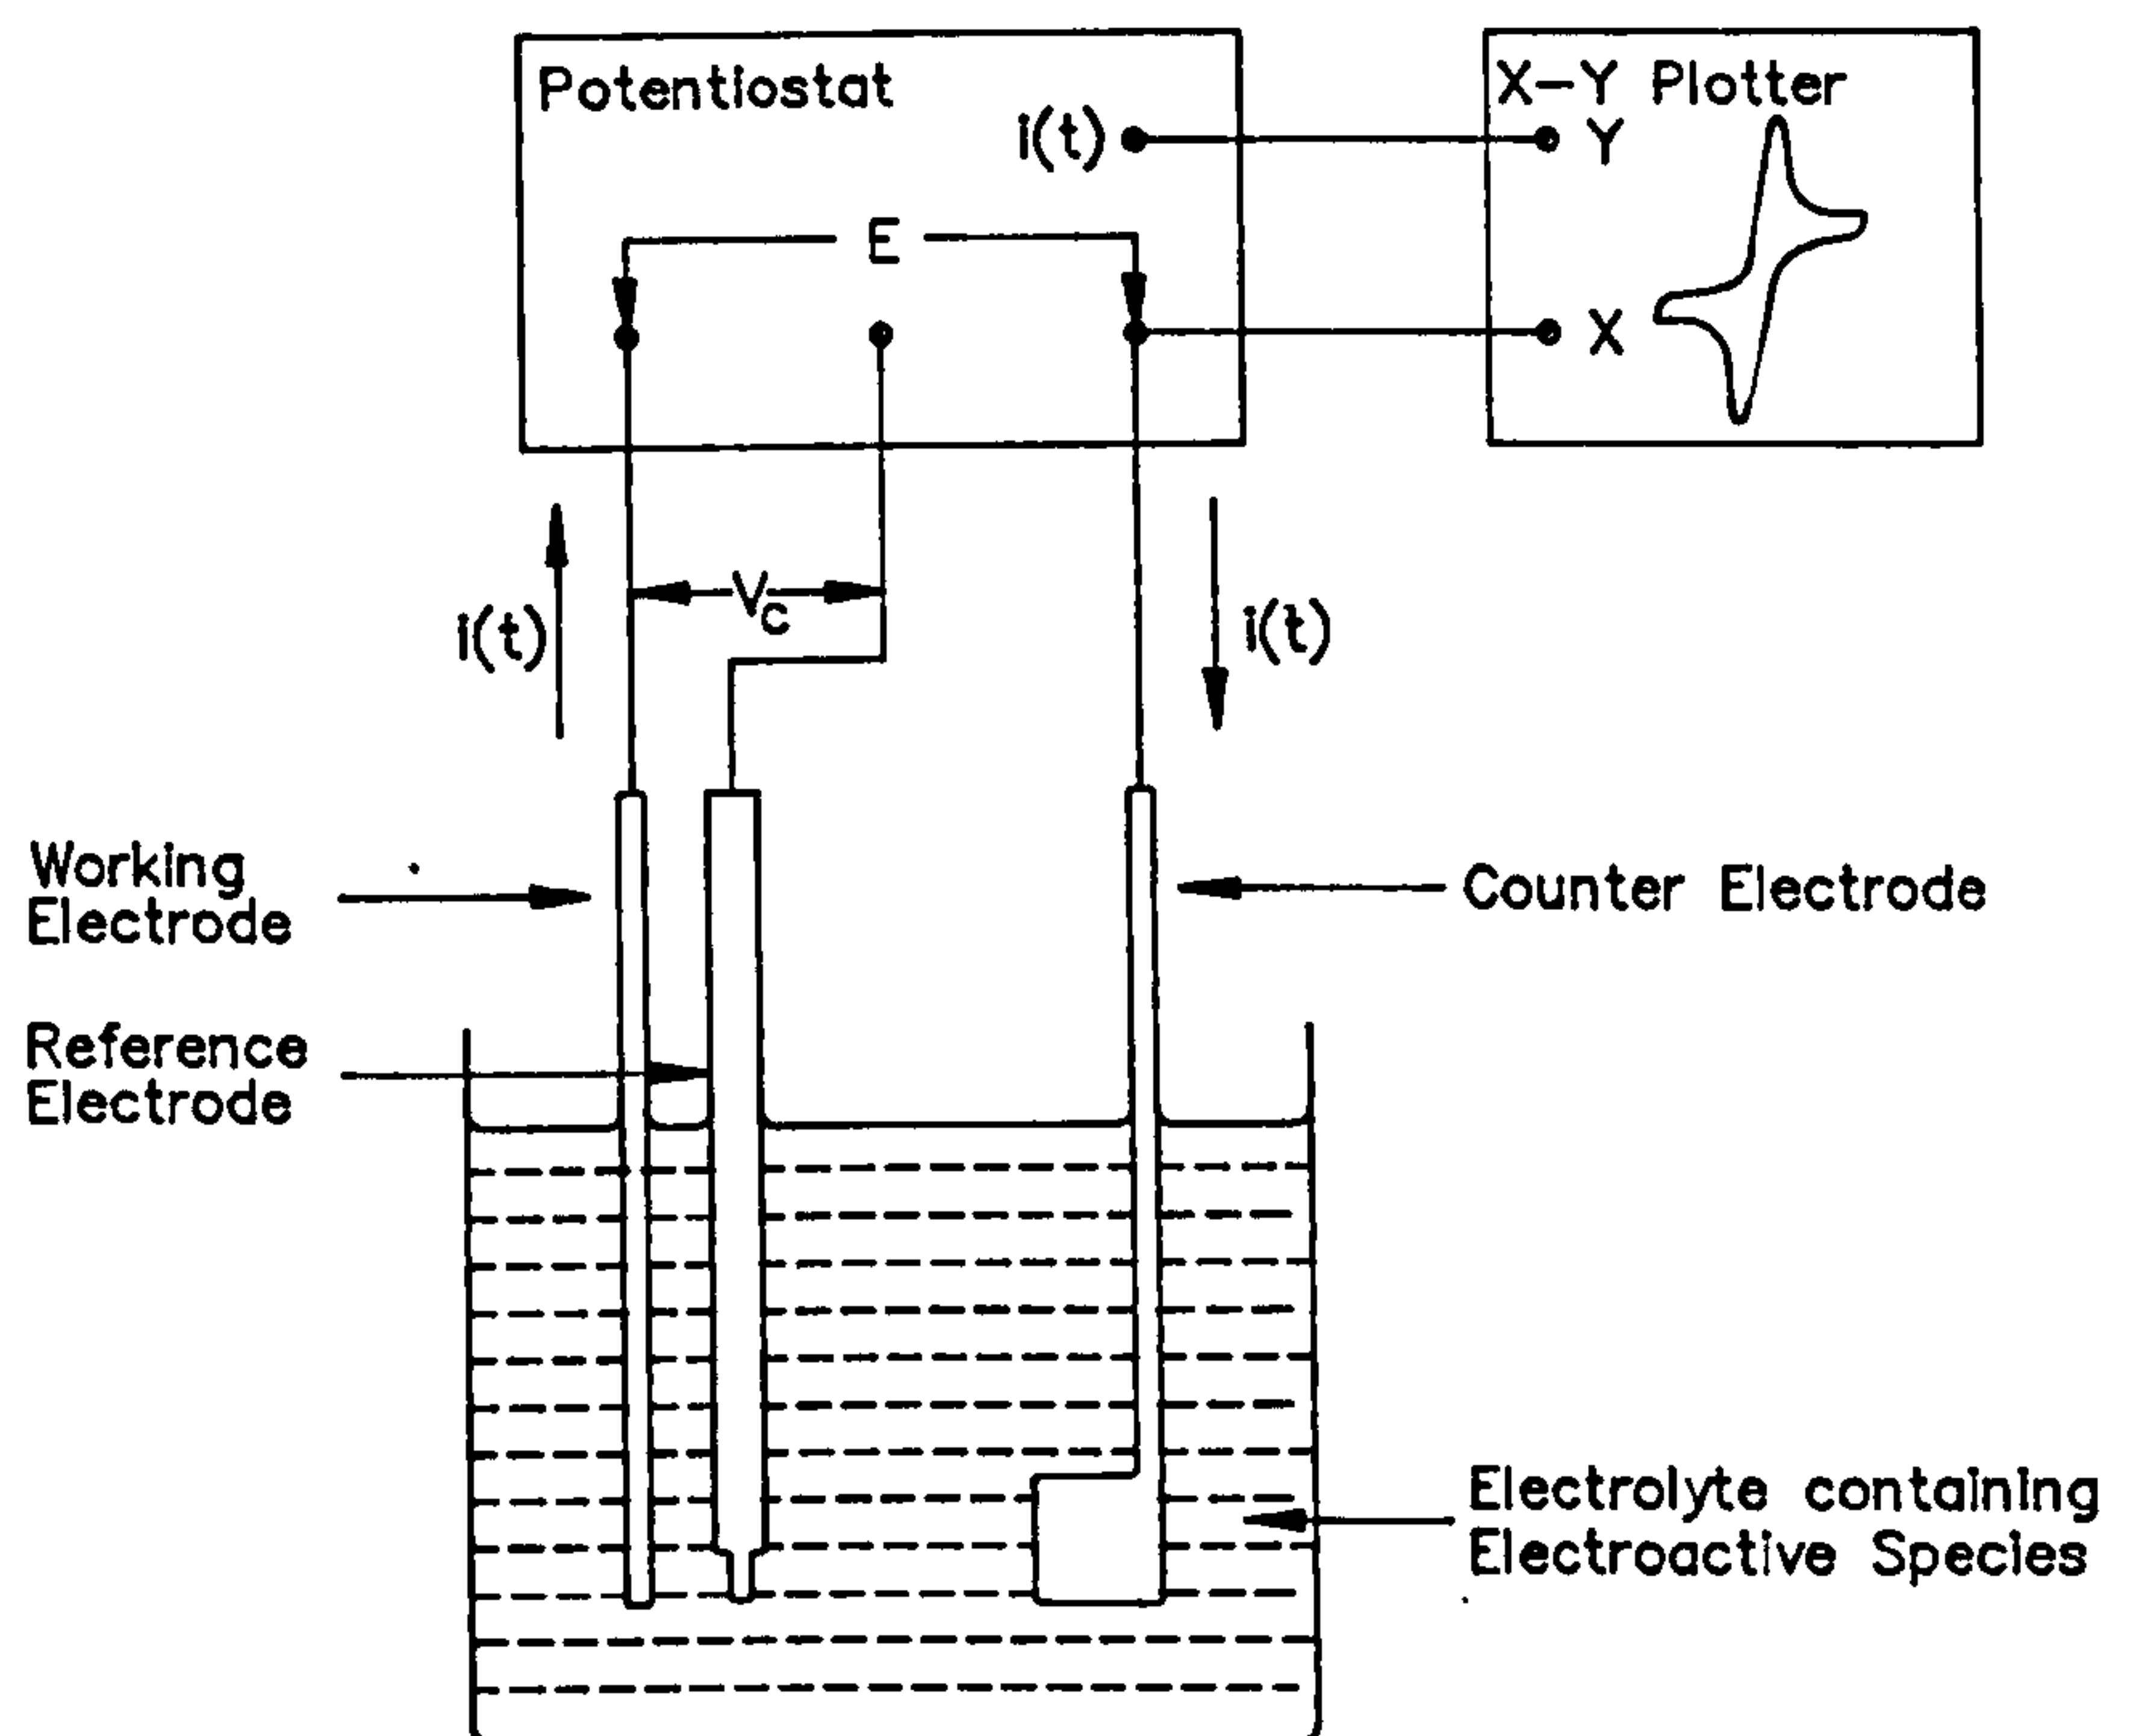 Potentiostat
i(t)
E
X-Y Plotter
Y
X
i(t)
Vc
i(t)
Working
Electrode
Counter Electrode
Reference
Electrode
Electrolyte containing
Electroactive Species